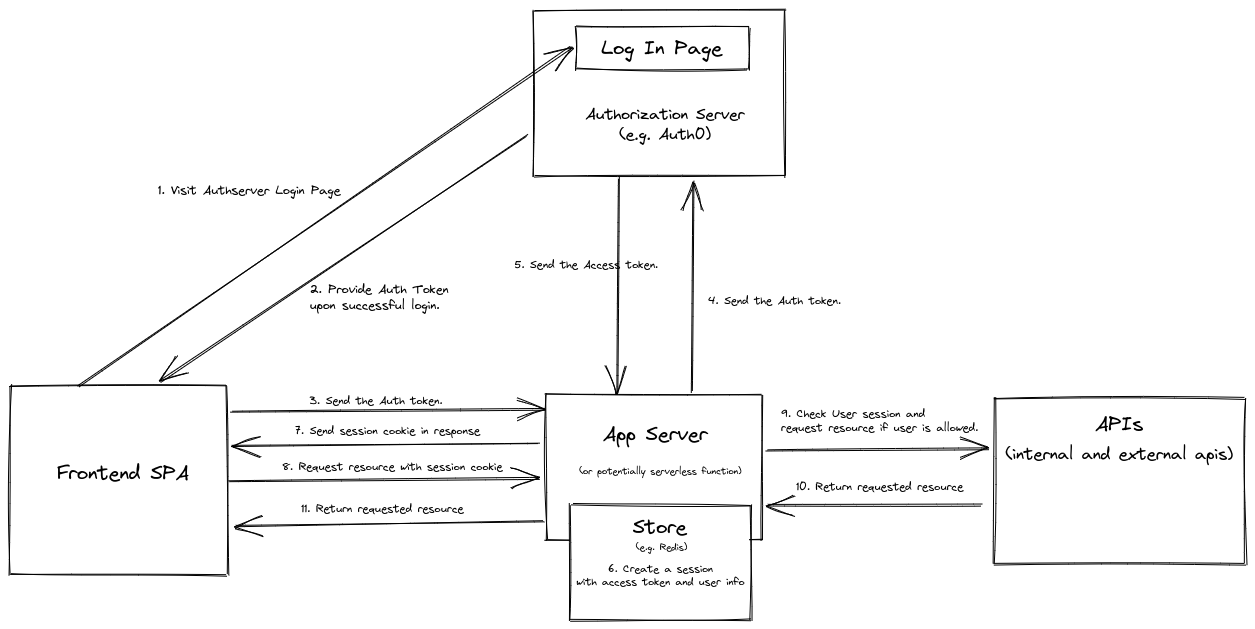 Log In Page
Authorization Server
(e.g. Auth0)
1. Visit Authserver Login Page
2. Provide Auth Token
upon successful login.
5. Send the Access token.
4. Send the Auth token.
Frontend SPA
3. Send the Auth token.
7. Send session cookie in response
8. Request resource with session cookie
11. Return requested resource
App Server
(or potentially serverless function)
Store
(e.g. Redis)
6. Create a session
with access token and user info
9. Check User session and
request resource if user is allowed.
10. Return requested resource
APIs
(internal and external apis)